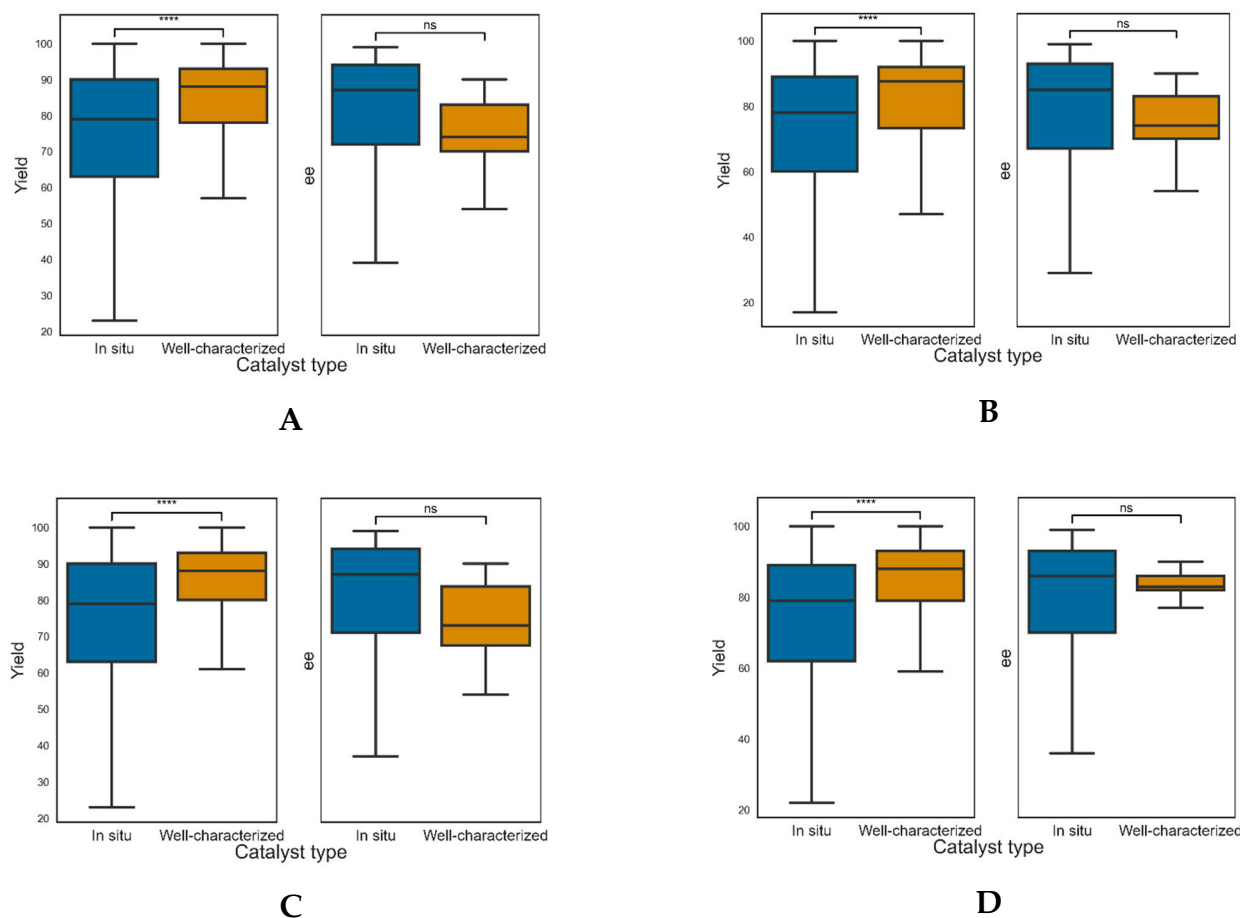 **** ns
100
90
80
70
60
50
40
30
20
Yield
ee
In situ Well-characterized In situ Well-characterized
Catalyst type
A
**** ns
100
80
60
40
20
Yield
ee
In situ Well-characterized In situ Well-characterized
Catalyst type
B
**** ns
100
90
80
70
60
50
40
30
20
Yield
ee
In situ Well-characterized In situ Well-characterized
Catalyst type
C
**** ns
100
80
60
40
20
Yield
ee
In situ Well-characterized In situ Well-characterized
Catalyst type
D